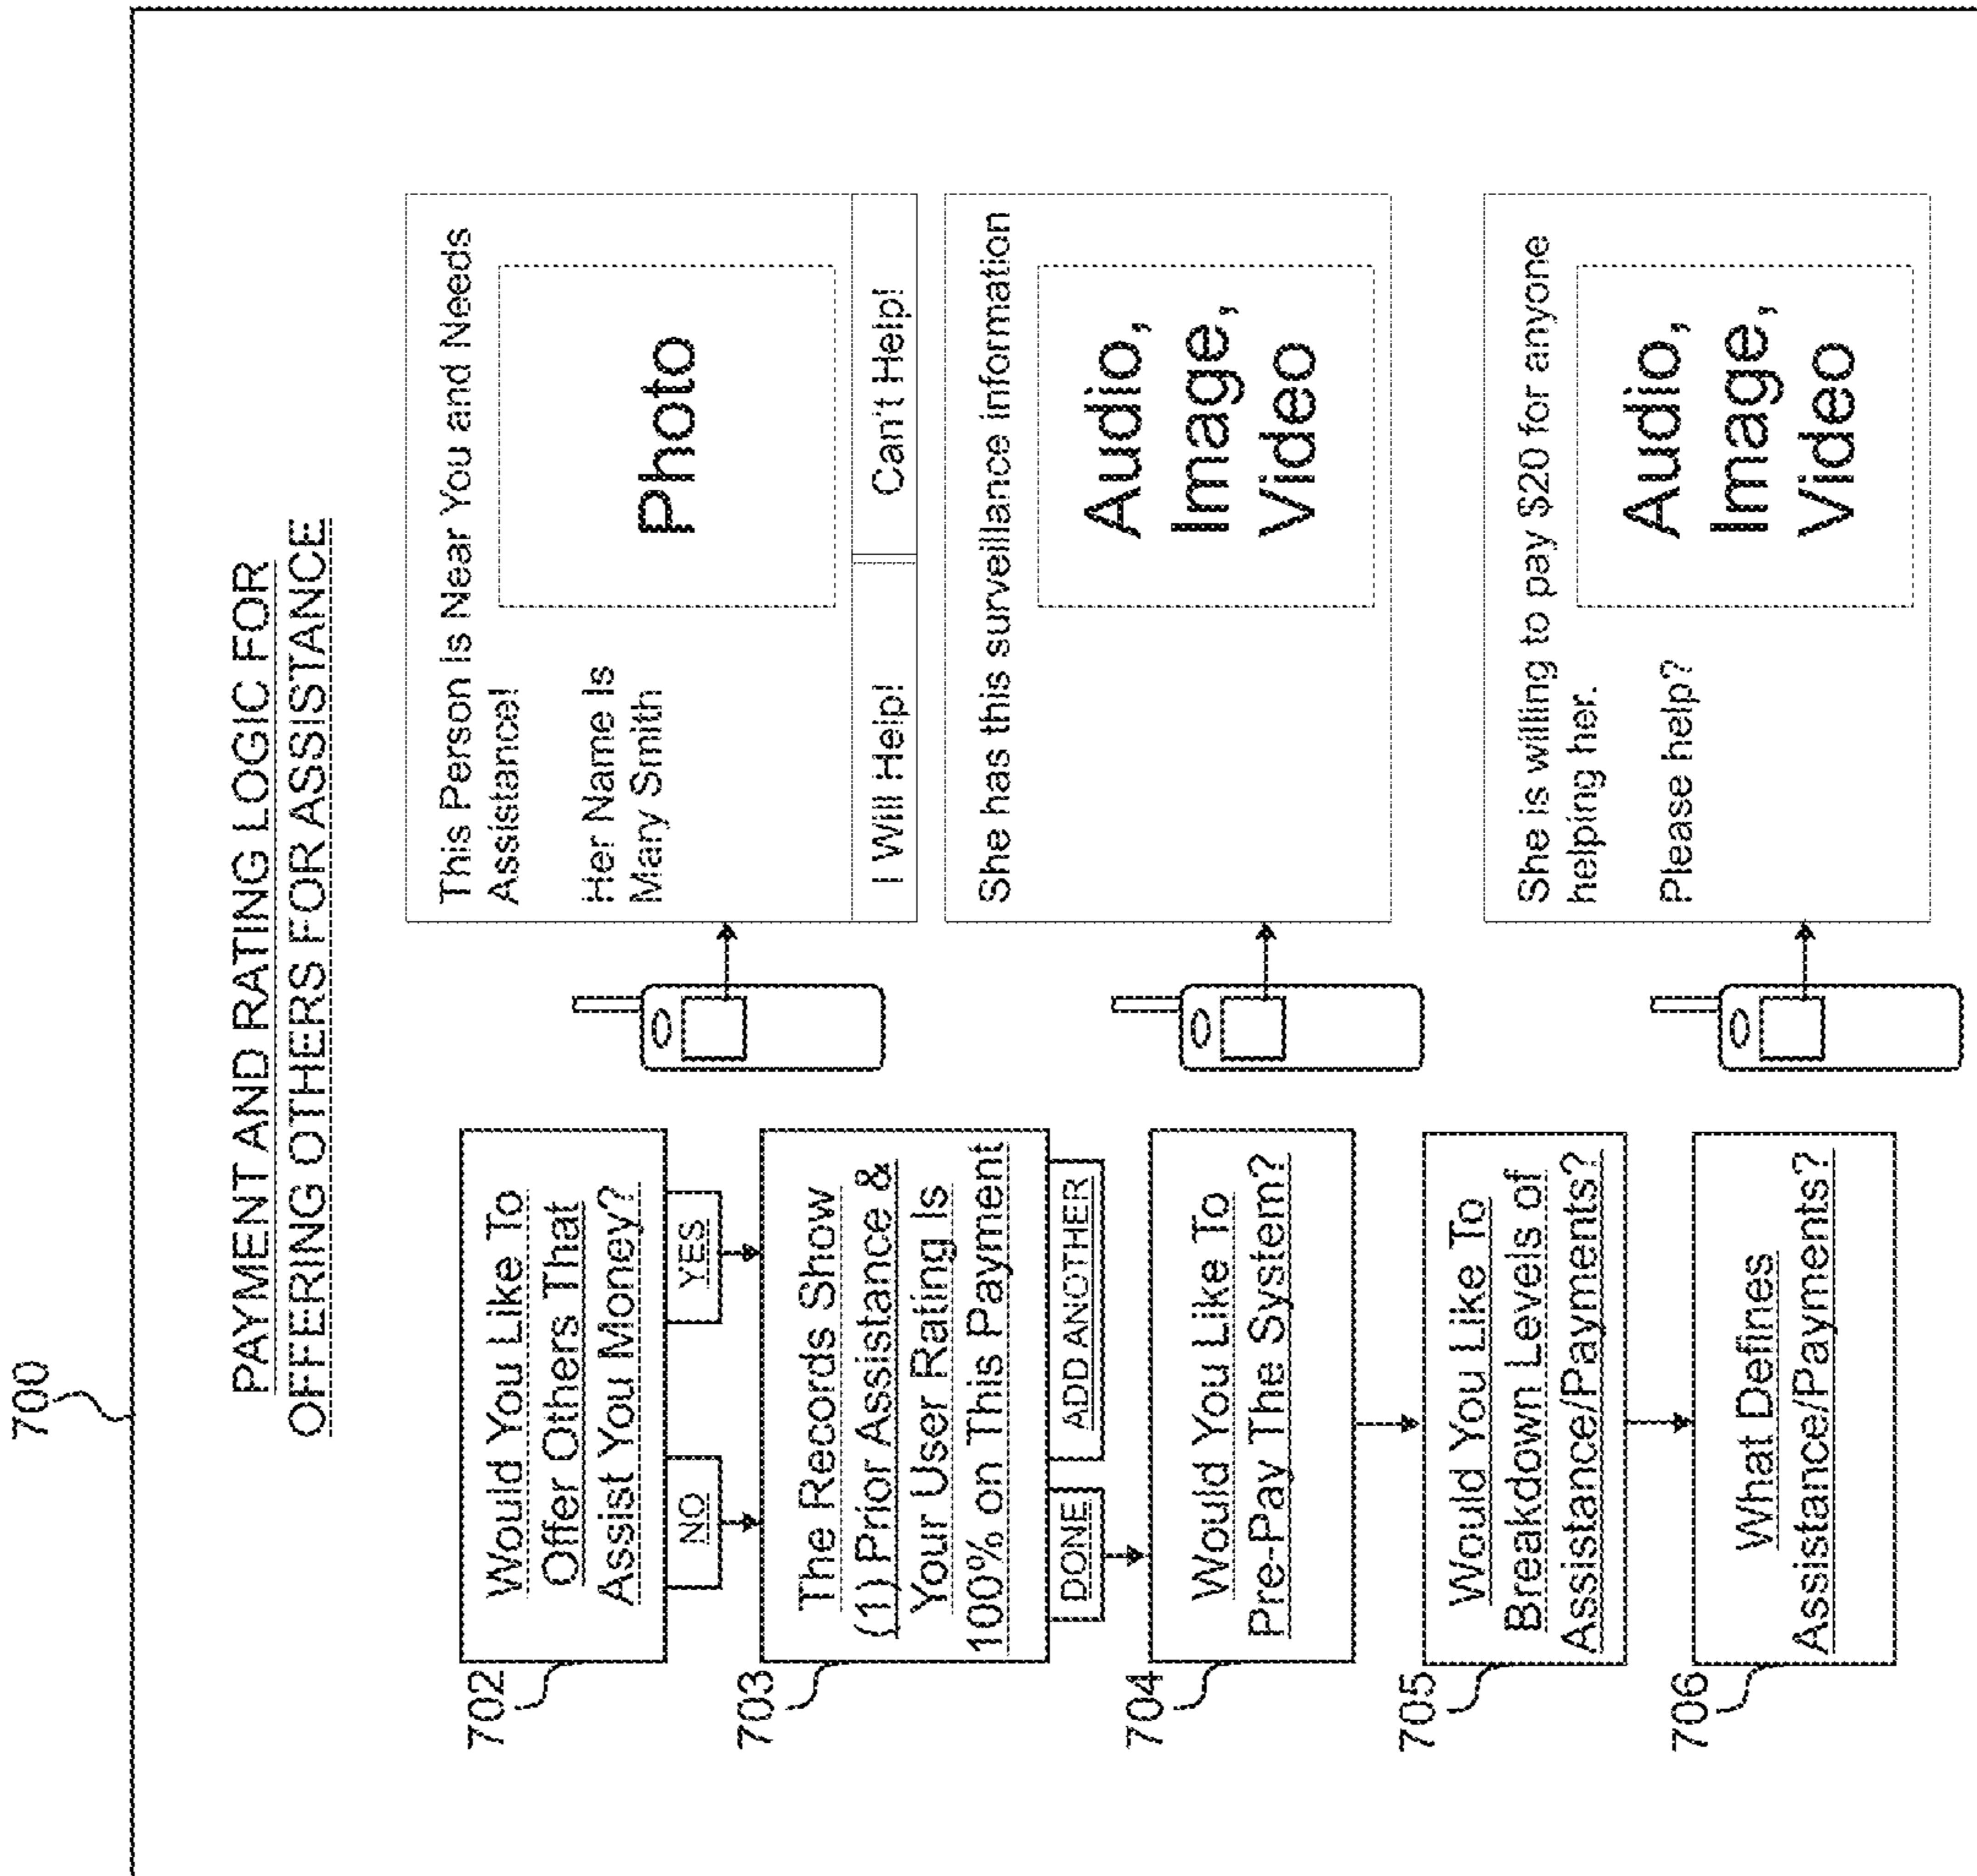 700
PAYMENT AND RATING LOGIC FOR
OFFERING OTHERS FOR ASSISTANCE
702
Would You Like To
Offer Others That
Assist You Money?
NO
YES
703
The Records Show
(1) Prior Assistance &
Your User Rating Is
100% on This Payment
DONE
ADD ANOTHER
704
Would You Like To
Pre-Pay The System?
705
Would You Like To
Breakdown Levels of
Assistance/Payments?
706
What Defines
Assistance/Payments?
This Person is Near You and Needs
Assistance!
Her Name Is
Mary Smith
Photo
I Will Help!
Can't Help!
She has this surveillance information
Audio,
Image,
Video
She is willing to pay $20 for anyone
helping her.
Please help?
Audio,
Image,
Video